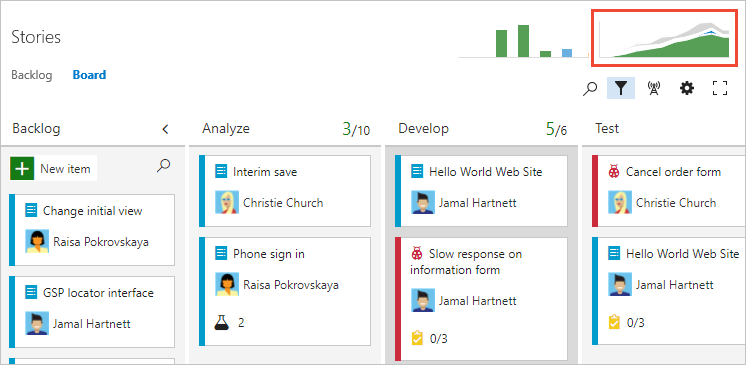 Stories
Backlog Board
Backlog
New item
Change initial view
Raisa Pokrovskaya
GSP locator interface
Jamal Hartnett
Analyze 3/10
Interim save
Christie Church
Phone sign in
Raisa Pokrovskaya
2
Develop 5/6
Hello World Web Site
Jamal Hartnett
Slow response on
information form
Jamal Hartnett
0/3
Test
Cancel order form
Christie Church
Hello World Web Site
Jamal Hartnett
0/3